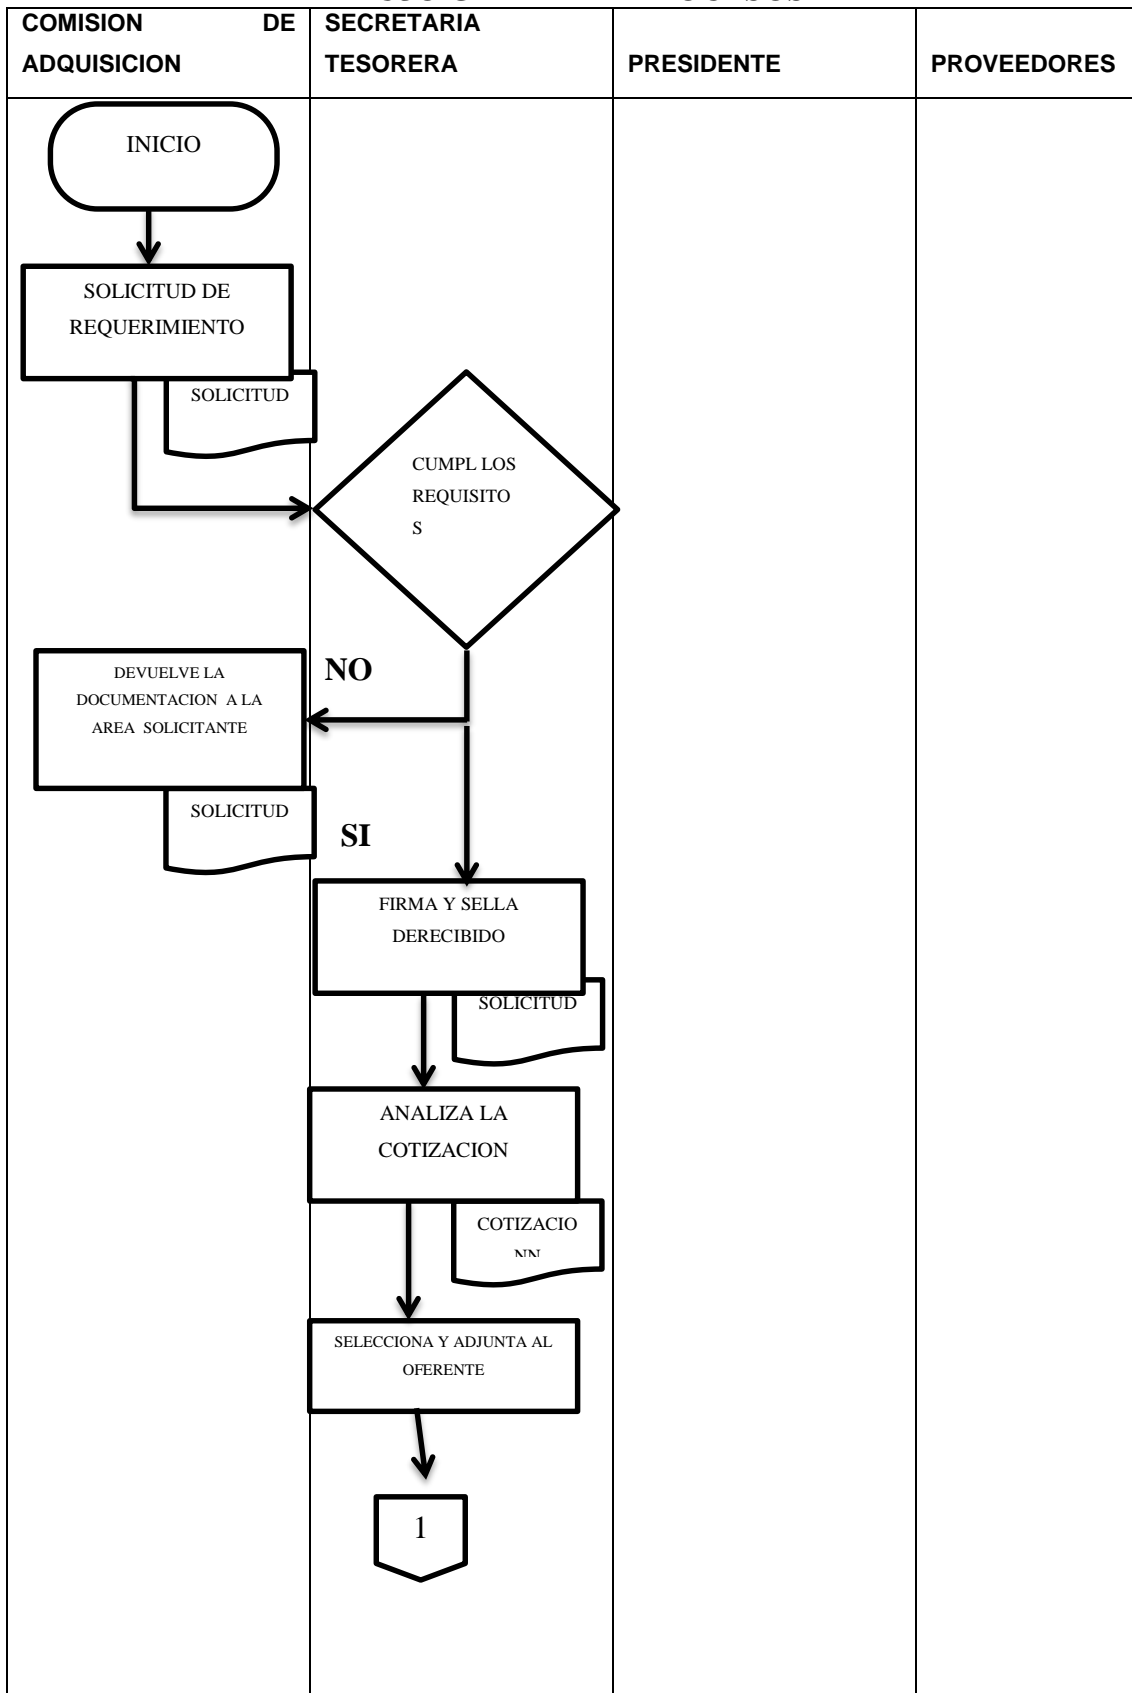 COMISION DE
ADQUISICION
SECRETARIA
TESORERA
PRESIDENTE
PROVEEDORES
INICIO
SOLICITUD DE
REQUERIMIENTO
SOLICITUD
CUMPL LOS
REQUISITO
S
DEVUELVE LA
DOCUMENTACION A LA
AREA SOLICITANTE
NO
SOLICITUD
SI
FIRMA Y SELLA
DERECIBIDO
SOLICITUD
ANALIZA LA
COTIZACION
COTIZACIO
NN
SELECCIONA Y ADJUNTA AL
OFERENTE
1